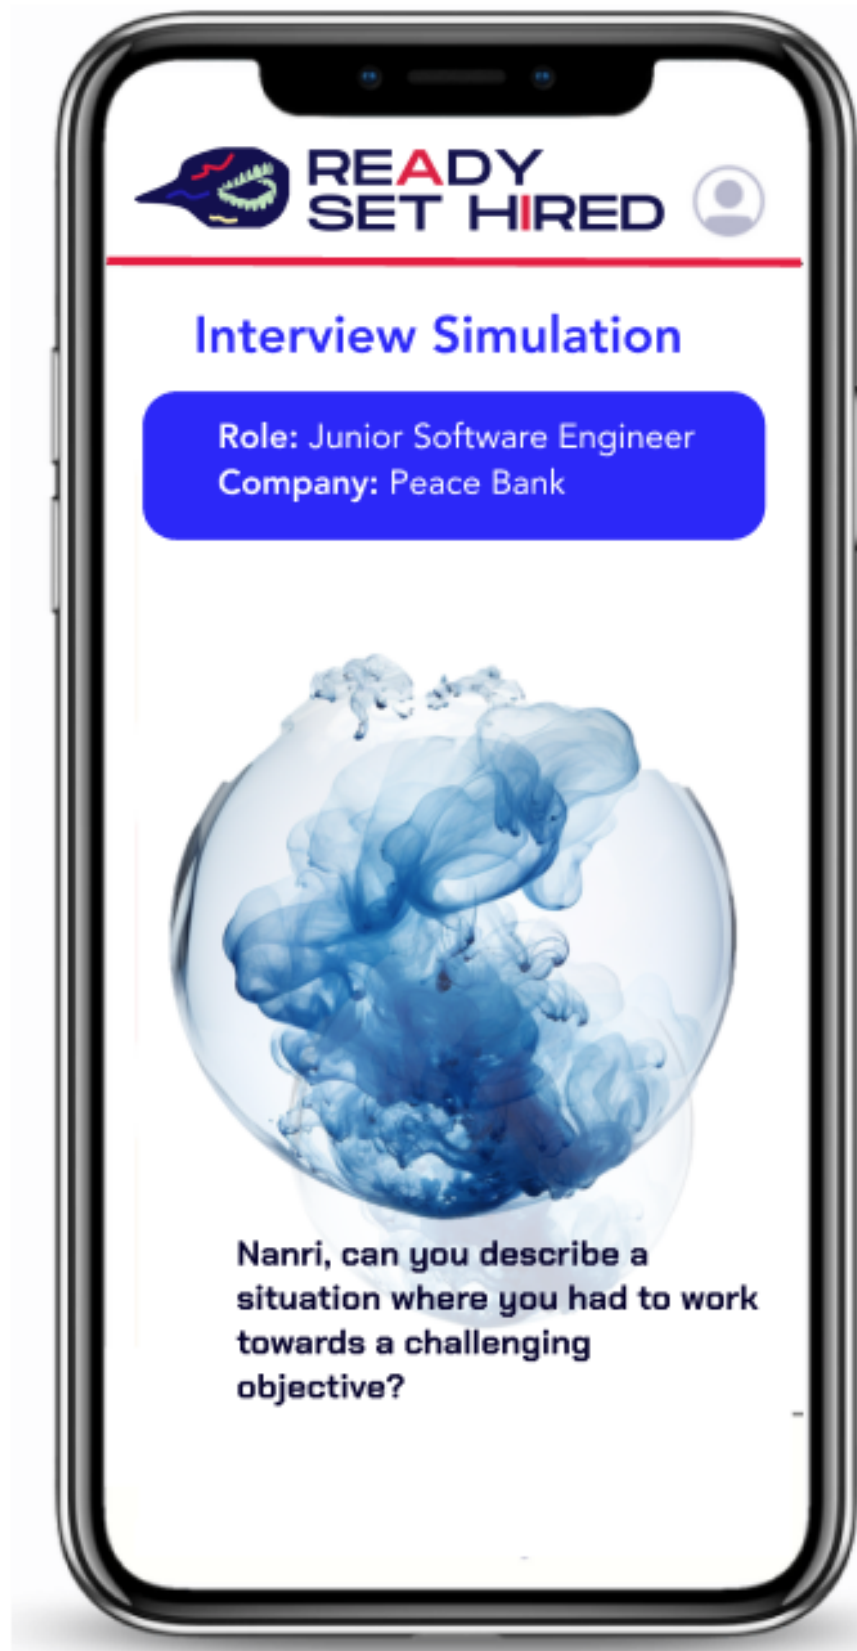 READY
SET HIRED
Interview Simulation
Role: Junior Software Engineer
Company: Peace Bank
Nanri, can you describe a
situation where you had to work
towards a challenging
objective?